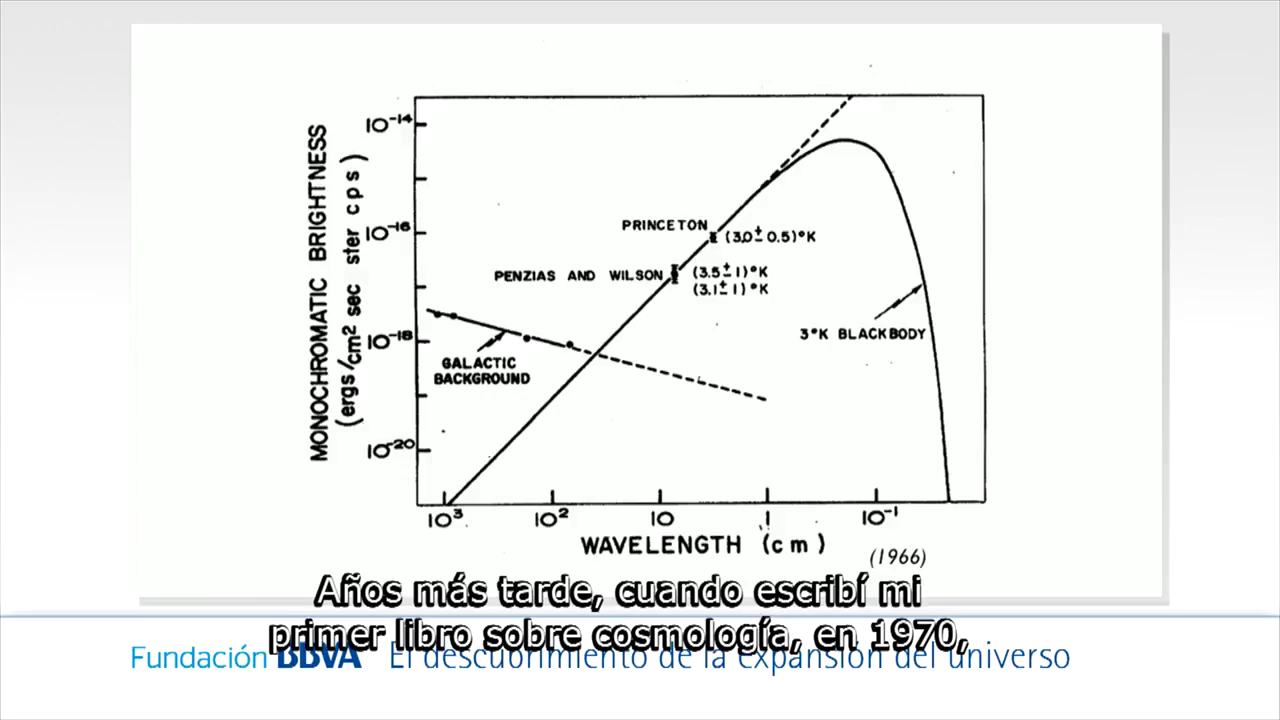 MONOCHROMATIC BRIGHTNESS
(ergs/cm² sec ster cps)
10⁻¹⁴
10⁻¹⁶
10⁻¹⁸
10⁻²⁰
PRINCETON
(3.0 ± 0.5)°K
PENZIAS AND WILSON
(3.5 ± 1)°K
(3.1 ± 1)°K
3°K BLACKBODY
GALACTIC
BACKGROUND
10³
10²
10
1
10⁻¹
WAVELENGTH (cm)
(1966)
Años más tarde, cuando escribí mi
primer libro sobre cosmología, en 1970,
Fundación BBVA El descubrimiento de la expansión del universo